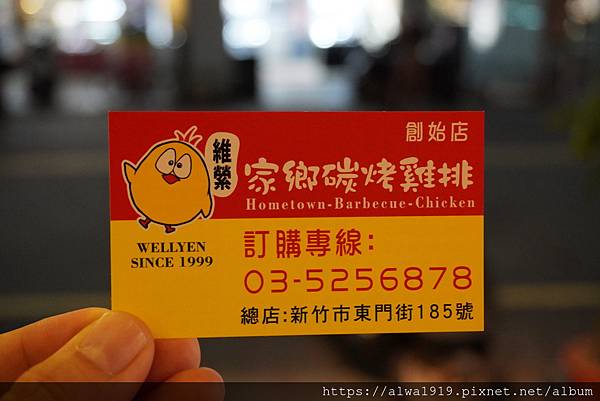 創始店
維縈
家鄉碳烤雞排
Hometown-Barbecue-Chicken
WELLYEN
SINCE 1999
訂購專線:
03-5256878
總店:新竹市東門街185號
https://alwa1919.pixnet.net/album